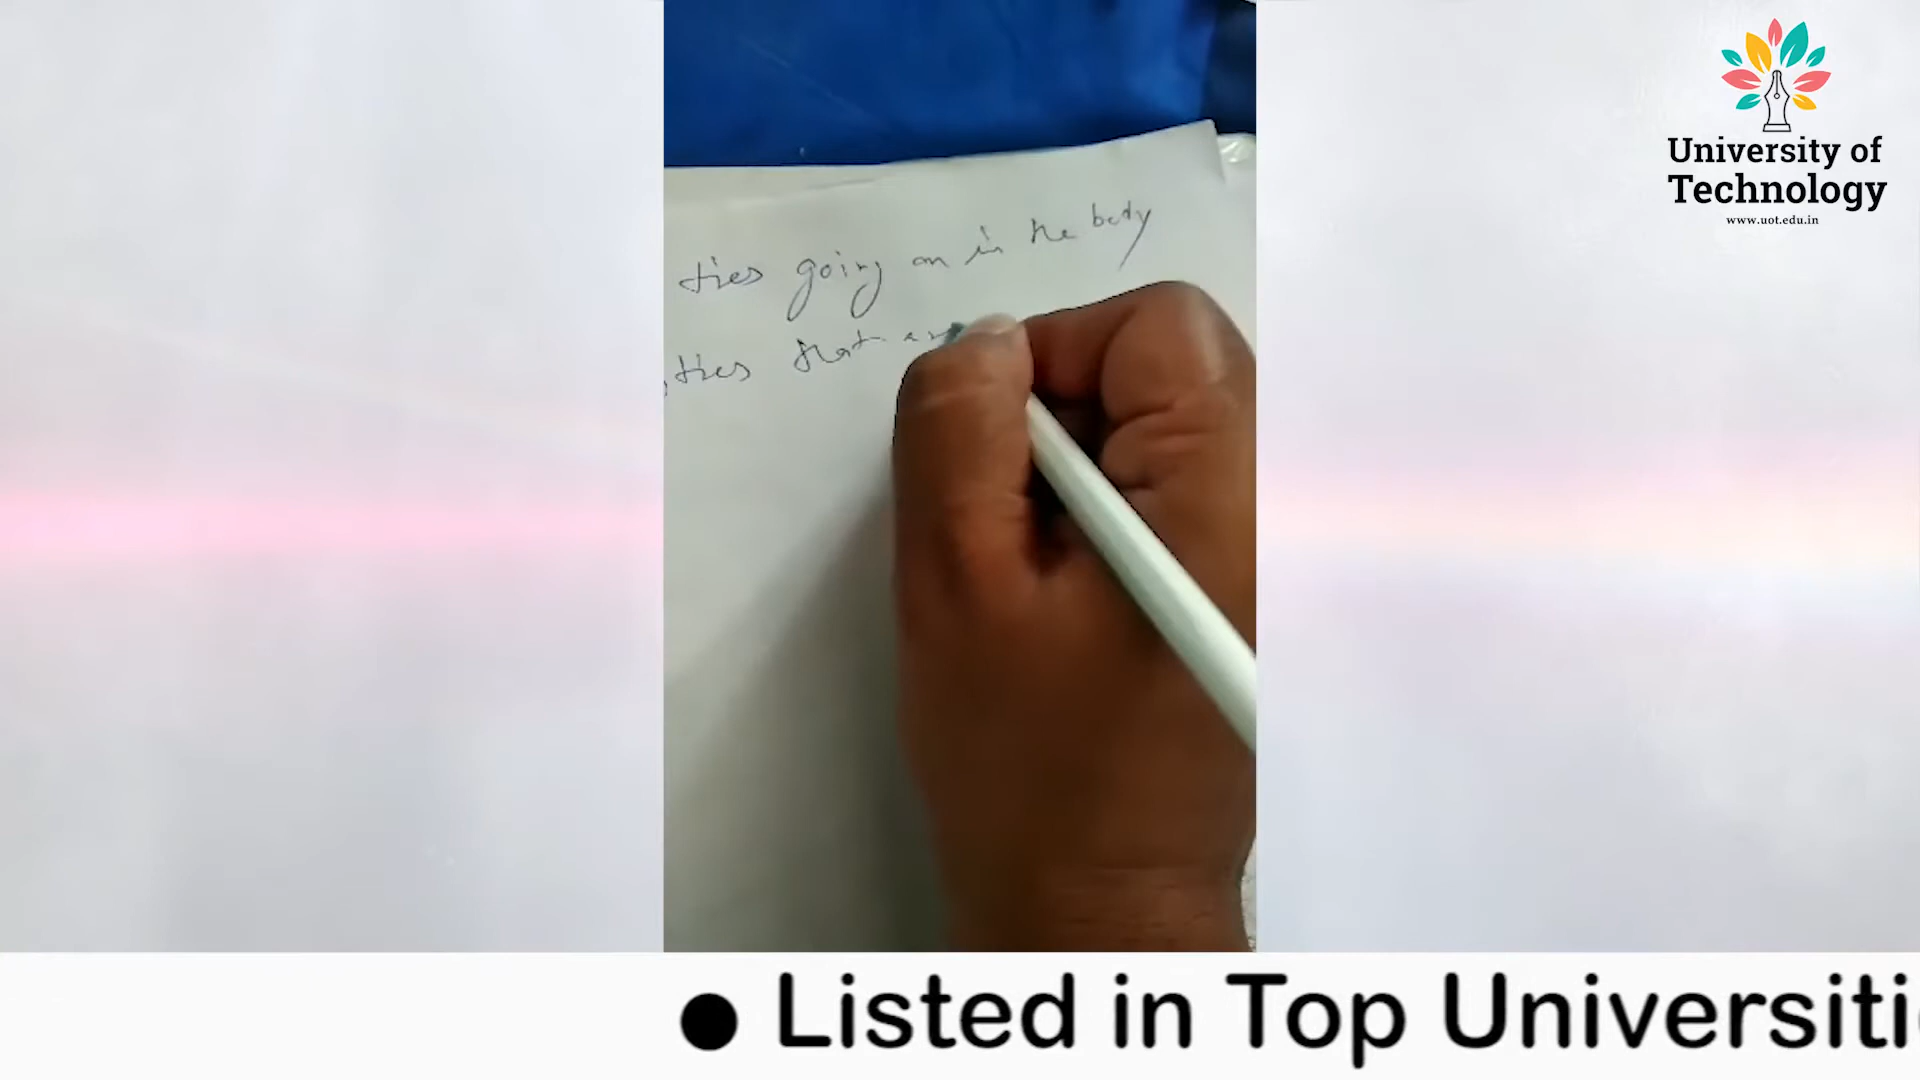 University of
Technology
www.uot.edu.in
ties going on in the body
ties that
● Listed in Top Universiti